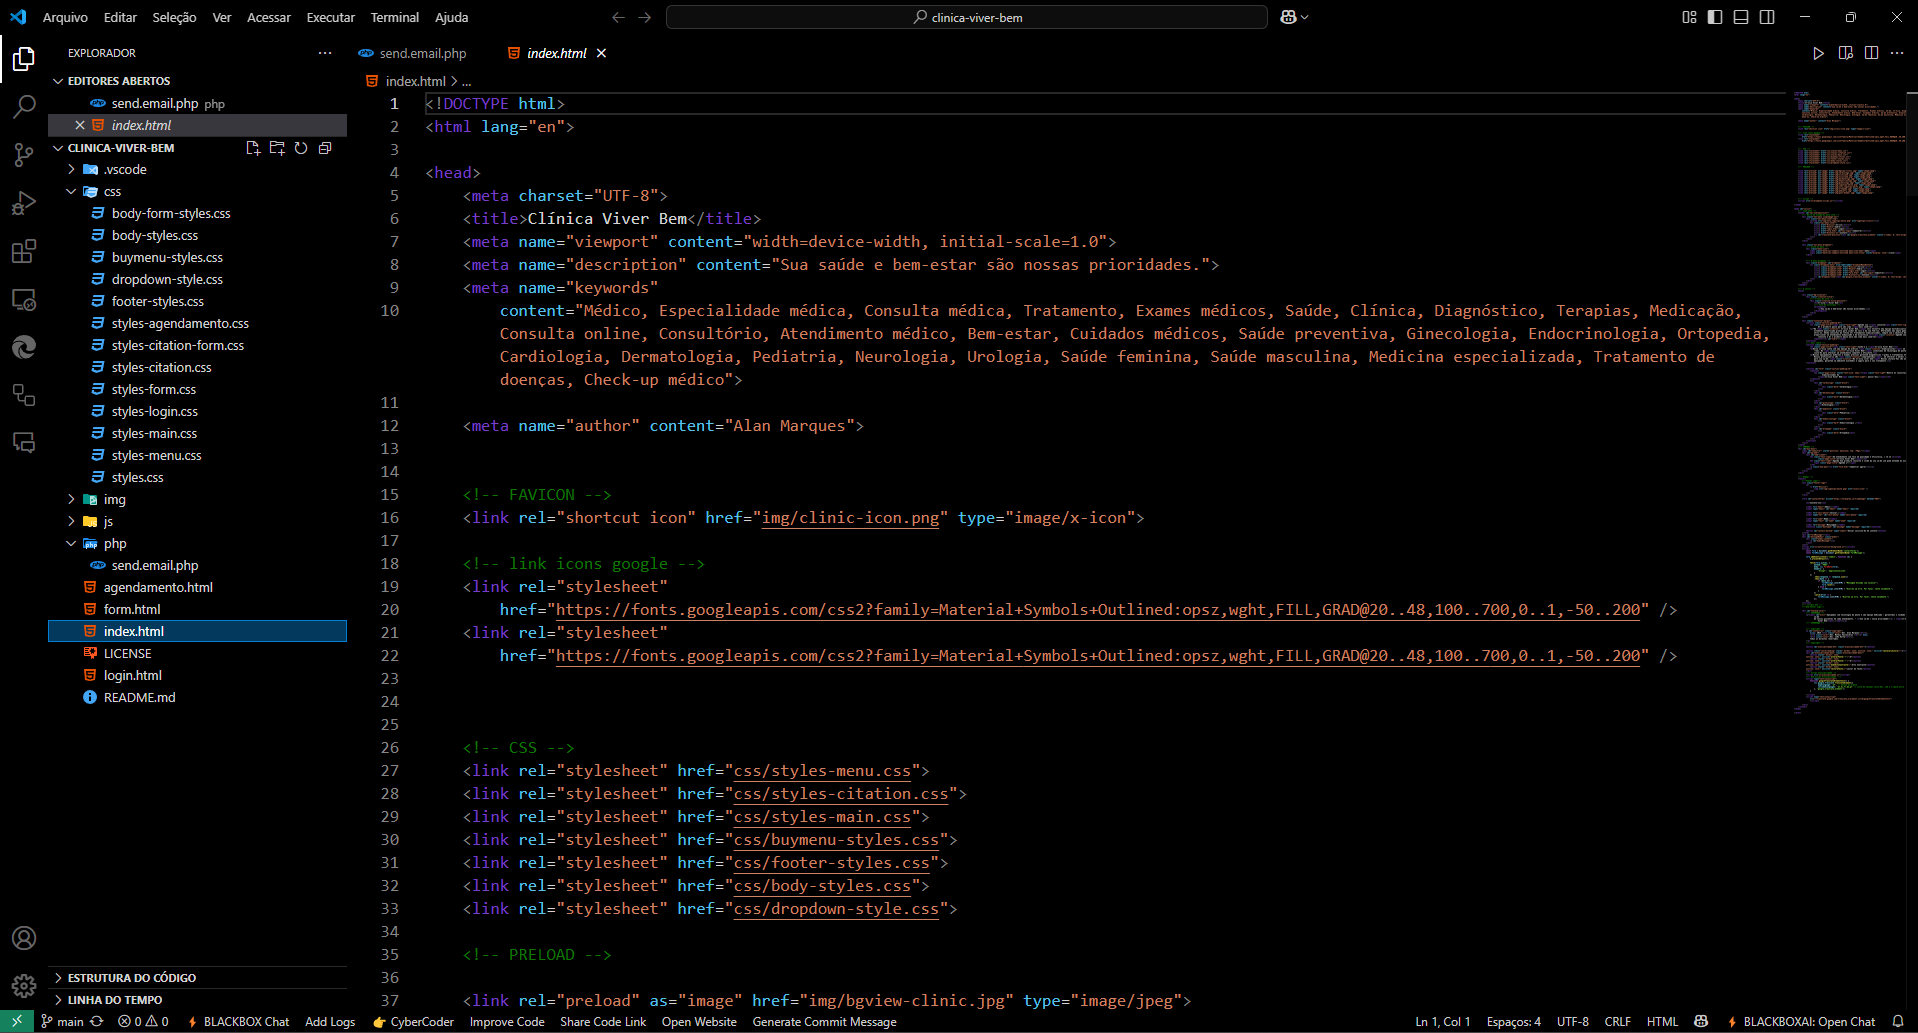 Arquivo Editar Seleção Ver Acessar Executar Terminal Ajuda
clinica-viver-bem
EXPLORADOR
EDITORES ABERTOS
send.email.php php
index.html
CLINICA-VIVER-BEM
.vscode
css
body-form-styles.css
body-styles.css
buymenu-styles.css
dropdown-style.css
footer-styles.css
styles-agendamento.css
styles-citation-form.css
styles-citation.css
styles-form.css
styles-login.css
styles-main.css
styles-menu.css
styles.css
img
js
php
send.email.php
agendamento.html
form.html
index.html
LICENSE
login.html
README.md
ESTRUTURA DO CÓDIGO
LINHA DO TEMPO
send.email.php index.html
index.html > ...
1 <!DOCTYPE html>
2 <html lang="en">
3
4 <head>
5 <meta charset="UTF-8">
6 <title>Clínica Viver Bem</title>
7 <meta name="viewport" content="width=device-width, initial-scale=1.0">
8 <meta name="description" content="Sua saúde e bem-estar são nossas prioridades.">
9 <meta name="keywords"
10 content="Médico, Especialidade médica, Consulta médica, Tratamento, Exames médicos, Saúde, Clínica, Diagnóstico, Terapias, Medicação,
Consulta online, Consultório, Atendimento médico, Bem-estar, Cuidados médicos, Saúde preventiva, Ginecologia, Endocrinologia, Ortopedia,
Cardiologia, Dermatologia, Pediatria, Neurologia, Urologia, Saúde feminina, Saúde masculina, Medicina especializada, Tratamento de
doenças, Check-up médico">
11
12 <meta name="author" content="Alan Marques">
13
14
15 <!-- FAVICON -->
16 <link rel="shortcut icon" href="img/clinic-icon.png" type="image/x-icon">
17
18 <!-- link icons google -->
19 <link rel="stylesheet"
20 href="https://fonts.googleapis.com/css2?family=Material+Symbols+Outlined:opsz,wght,FILL,GRAD@20..48,100..700,0..1,-50..200" />
21 <link rel="stylesheet"
22 href="https://fonts.googleapis.com/css2?family=Material+Symbols+Outlined:opsz,wght,FILL,GRAD@20..48,100..700,0..1,-50..200" />
23
24
25
26 <!-- CSS -->
27 <link rel="stylesheet" href="css/styles-menu.css">
28 <link rel="stylesheet" href="css/styles-citation.css">
29 <link rel="stylesheet" href="css/styles-main.css">
30 <link rel="stylesheet" href="css/buymenu-styles.css">
31 <link rel="stylesheet" href="css/footer-styles.css">
32 <link rel="stylesheet" href="css/body-styles.css">
33 <link rel="stylesheet" href="css/dropdown-style.css">
34
35 <!-- PRELOAD -->
36
37 <link rel="preload" as="image" href="img/bgview-clinic.jpg" type="image/jpeg">
main 0 0 BLACKBOX Chat Add Logs CyberCoder Improve Code Share Code Link Open Website Generate Commit Message
Ln 1, Col 1 Espaços: 4 UTF-8 CRLF HTML BLACKBOXAI: Open Chat